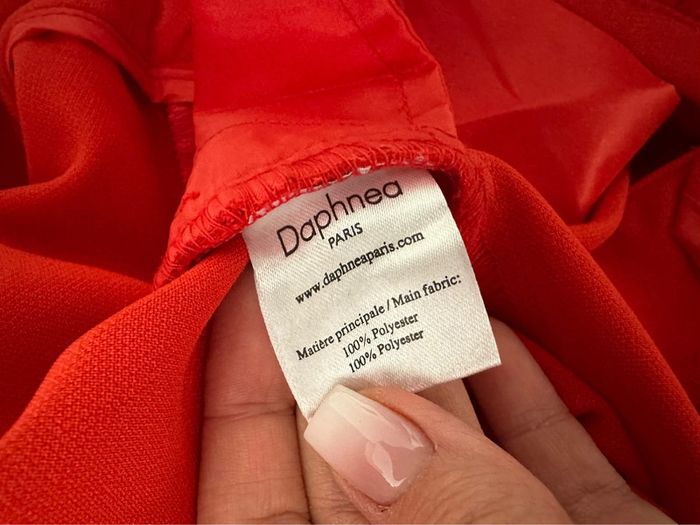 Daphnea
PARIS
www.daphneaparis.com
Matière principale / Main fabric:
100% Polyester
100% Polyester